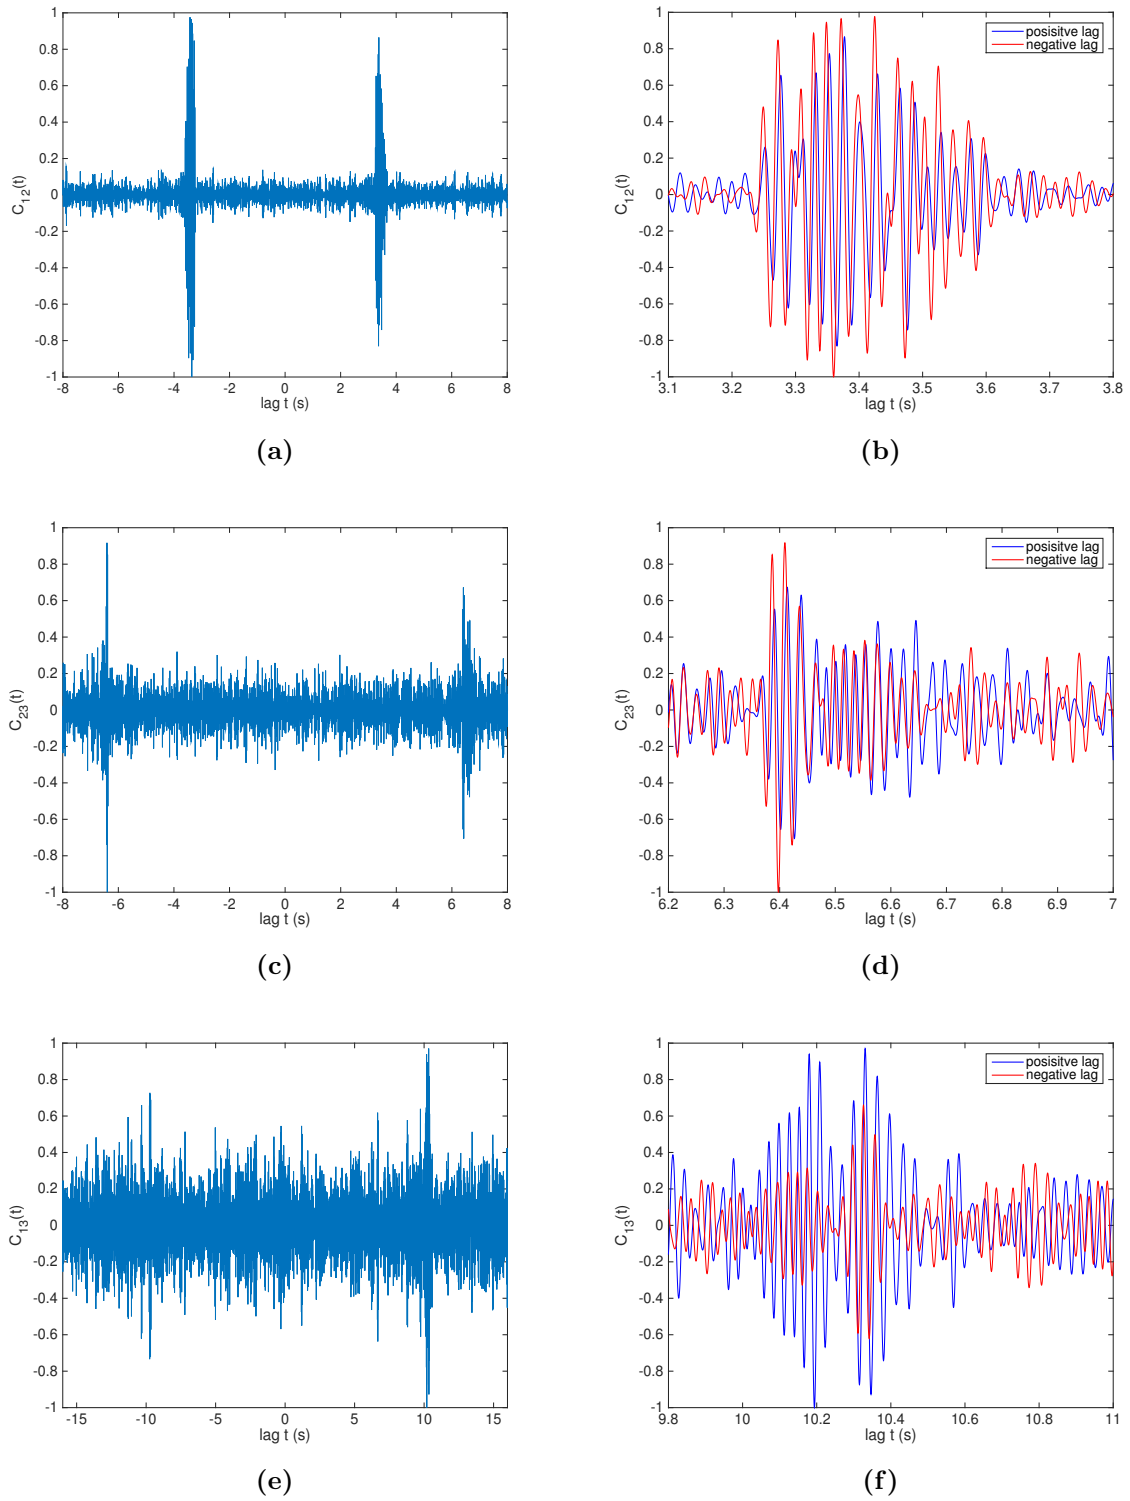 1
0.8
0.6
0.4
0.2
0
-0.2
-0.4
-0.6
-0.8
-1
C12(t)
-8 -6 -4 -2 0 2 4 6 8
lag t (s)
(a)
posisitve lag
negative lag
1
0.8
0.6
0.4
0.2
0
-0.2
-0.4
-0.6
-0.8
-1
C12(t)
3.1 3.2 3.3 3.4 3.5 3.6 3.7 3.8
lag t (s)
(b)
1
0.8
0.6
0.4
0.2
0
-0.2
-0.4
-0.6
-0.8
-1
C23(t)
-8 -6 -4 -2 0 2 4 6 8
lag t (s)
(c)
posisitve lag
negative lag
1
0.8
0.6
0.4
0.2
0
-0.2
-0.4
-0.6
-0.8
-1
C23(t)
6.2 6.3 6.4 6.5 6.6 6.7 6.8 6.9 7
lag t (s)
(d)
1
0.8
0.6
0.4
0.2
0
-0.2
-0.4
-0.6
-0.8
-1
C13(t)
-15 -10 -5 0 5 10 15
lag t (s)
(e)
posisitve lag
negative lag
1
0.8
0.6
0.4
0.2
0
-0.2
-0.4
-0.6
-0.8
-1
C13(t)
9.8 10 10.2 10.4 10.6 10.8 11
lag t (s)
(f)